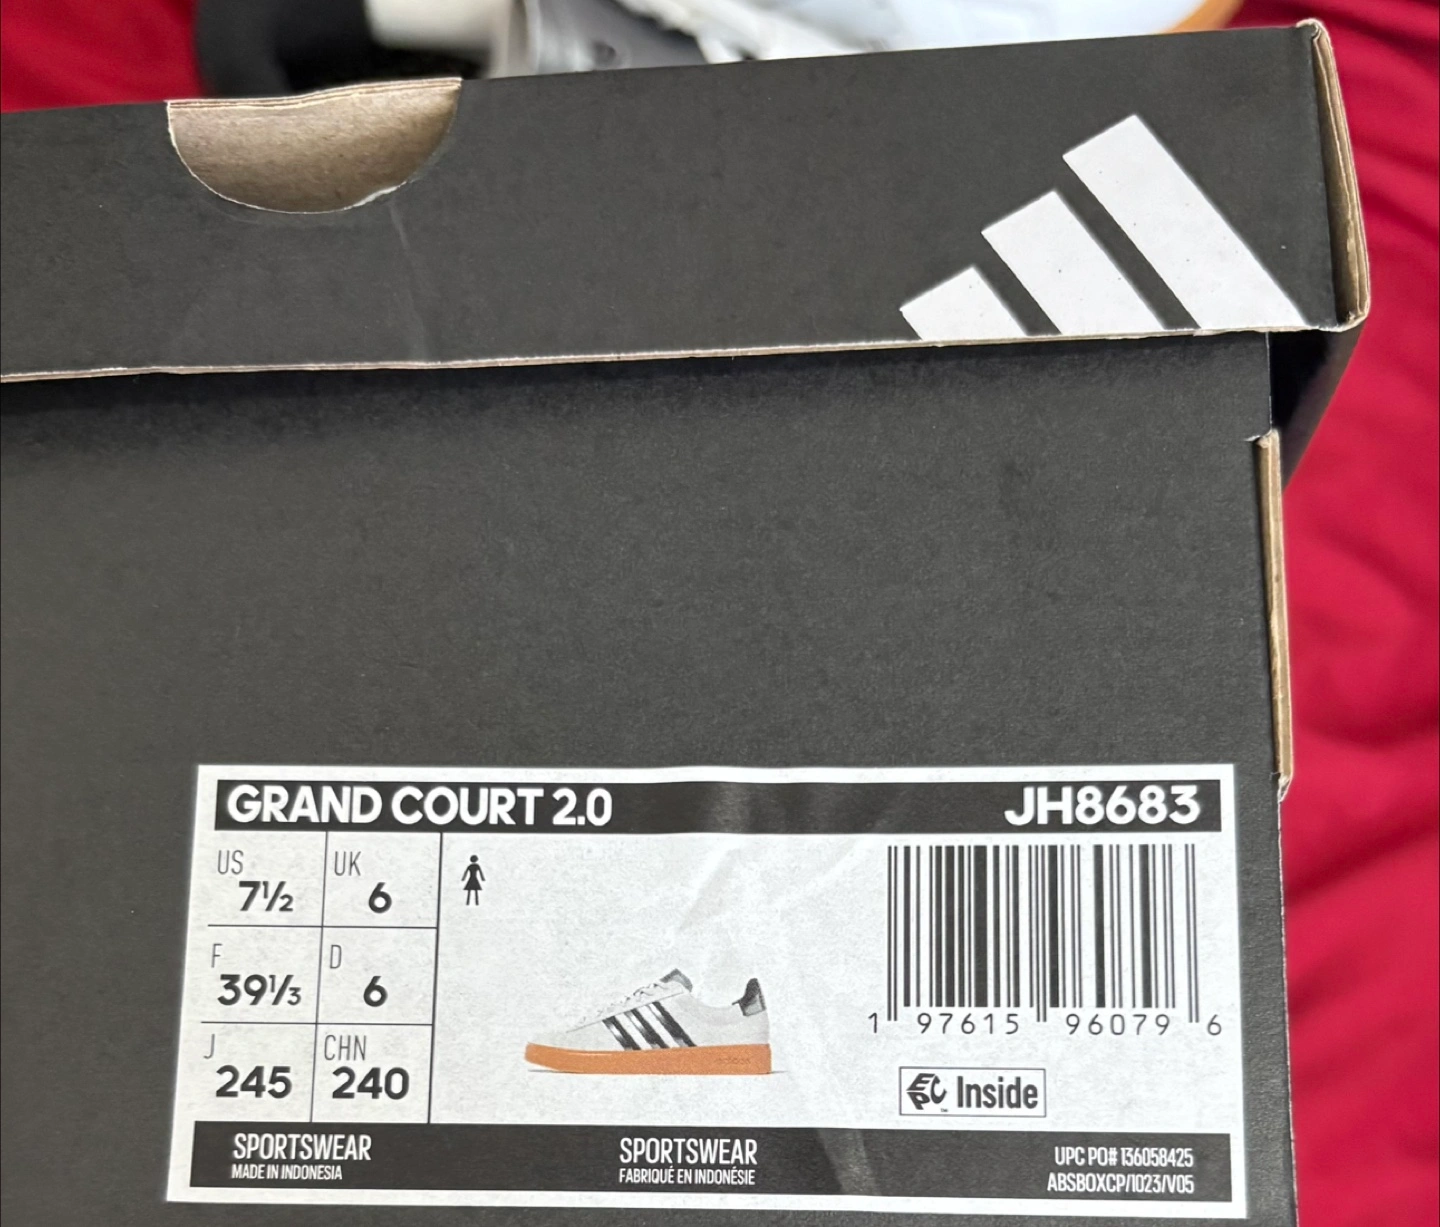 GRAND COURT 2.0 JH8683
US UK
7½ 6
F D
39⅓ 6
J CHN
245 240
1 97615 96079 6
EPC™ Inside
SPORTSWEAR
MADE IN INDONESIA
SPORTSWEAR
FABRIQUÉ EN INDONÉSIE
UPC PO# 136058425
ABSBOXCP/1023/V05